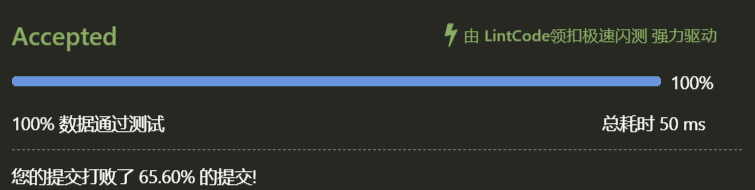 Accepted 由 LintCode领扣极速闪测 强力驱动
100%
100% 数据通过测试 总耗时 50 ms
您的提交打败了 65.60% 的提交!